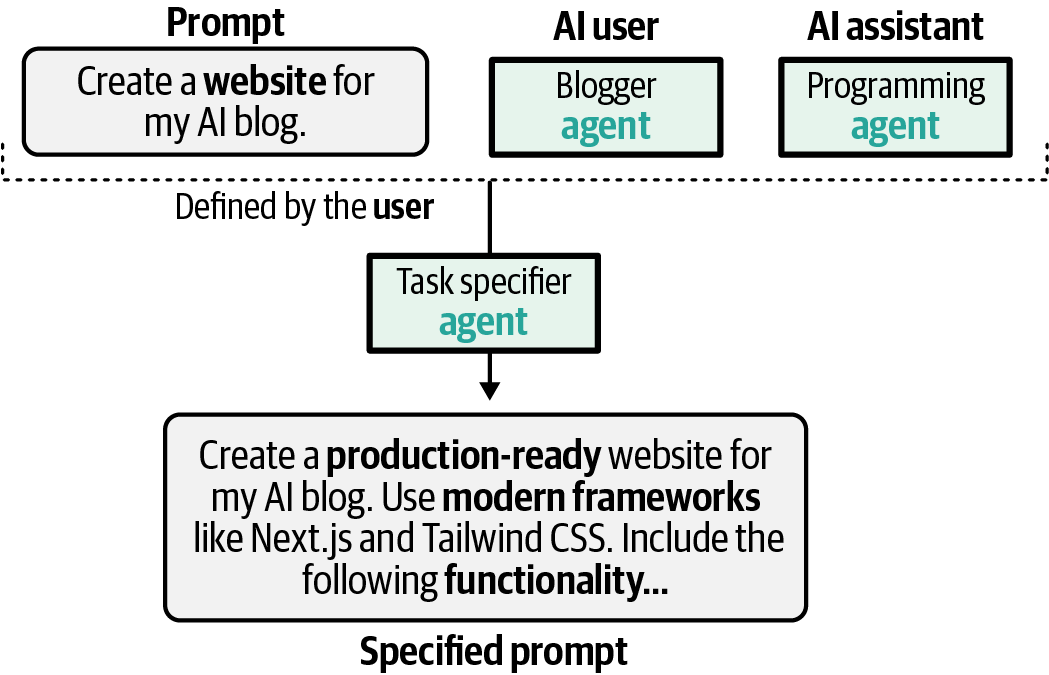 Prompt
AI user
AI assistant
Create a website for
my AI blog.
Blogger
agent
Programming
agent
Defined by the user
Task specifier
agent
Create a production-ready website for
my AI blog. Use modern frameworks
like Next.js and Tailwind CSS. Include the
following functionality...
Specified prompt